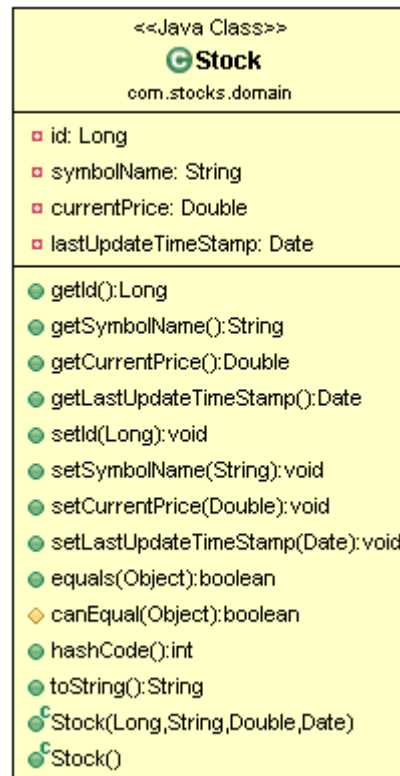 <<Java Class>>
Stock
com.stocks.domain
id: Long
symbolName: String
currentPrice: Double
lastUpdateTimeStamp: Date
getId():Long
getSymbolName():String
getCurrentPrice():Double
getLastUpdateTimeStamp():Date
setId(Long):void
setSymbolName(String):void
setCurrentPrice(Double):void
setLastUpdateTimeStamp(Date):void
equals(Object):boolean
canEqual(Object):boolean
hashCode():int
toString():String
Stock(Long,String,Double,Date)
Stock()